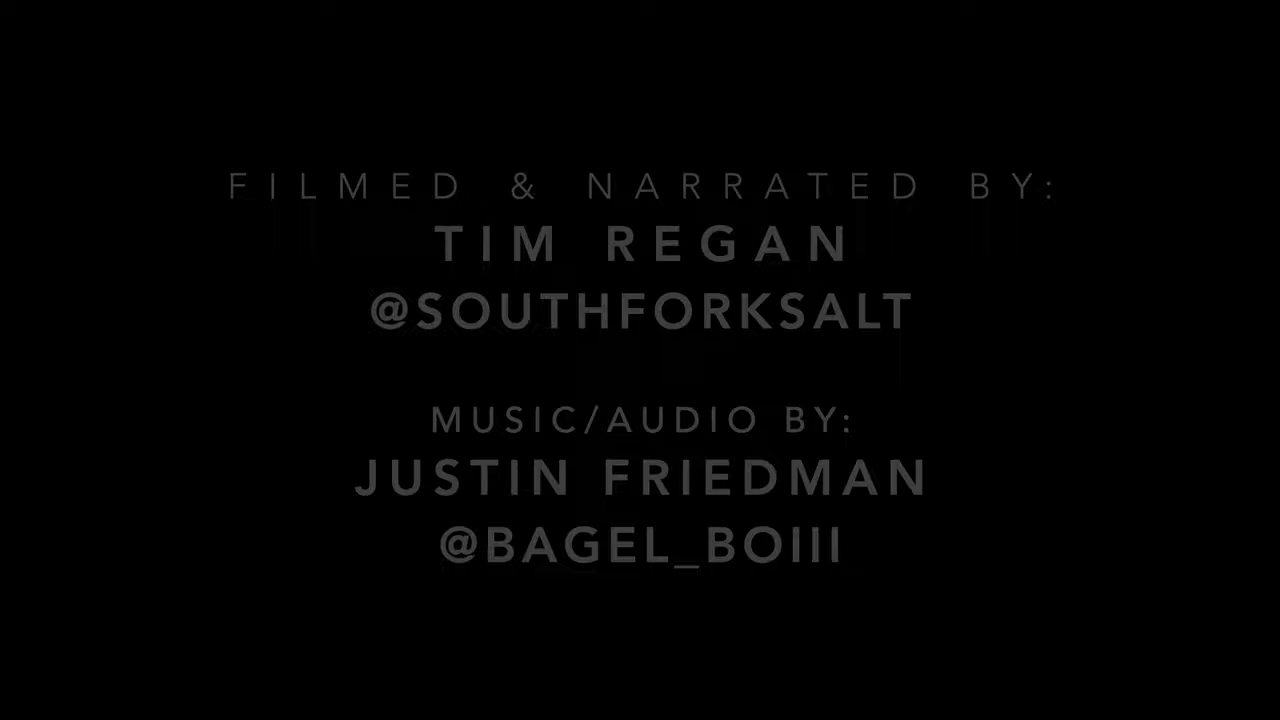 FILMED & NARRATED BY:
TIM REGAN
@SOUTHFORKSALT
MUSIC/AUDIO BY:
JUSTIN FRIEDMAN
@BAGEL_BOIII